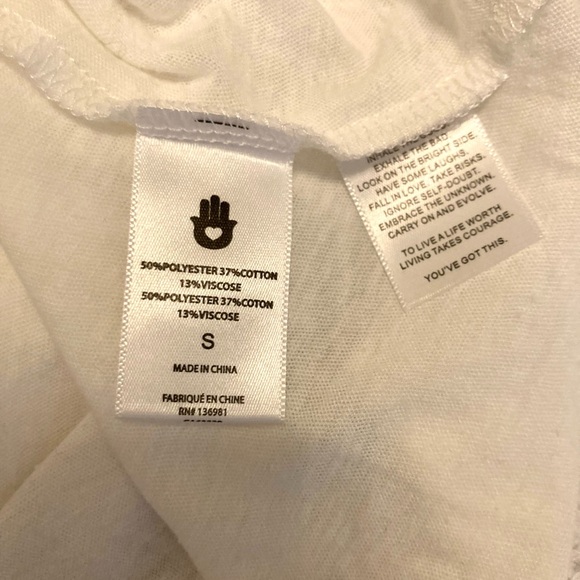 50%POLYESTER 37%COTTON
13%VISCOSE
50%POLYESTER 37%COTON
13%VISCOSE
S
MADE IN CHINA
FABRIQUÉ EN CHINE
RN# 136981
INHALE THE
EXHALE THE BAD.
LOOK ON THE BRIGHT SIDE.
HAVE SOME LAUGHS.
FALL IN LOVE. TAKE RISKS.
IGNORE SELF-DOUBT.
EMBRACE THE UNKNOWN.
CARRY ON AND EVOLVE.
TO LIVE A LIFE WORTH
LIVING TAKES COURAGE.
YOU'VE GOT THIS.